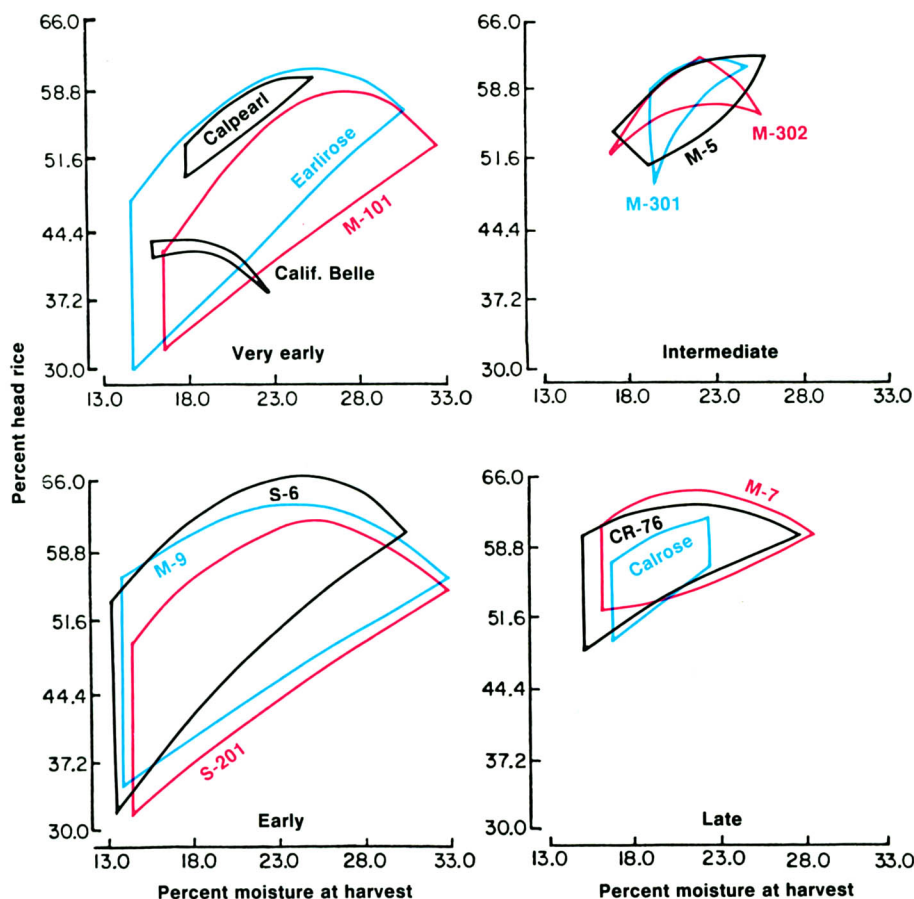 Percent head rice
66.0
58.8
51.6
44.4
37.2
30.0
13.0 18.0 23.0 28.0 33.0
Calpearl
Earlirose
M-101
Calif. Belle
Very early
66.0
58.8
51.6
44.4
37.2
30.0
13.0 18.0 23.0 28.0 33.0
M-302
M-5
M-301
Intermediate
66.0
58.8
51.6
44.4
37.2
30.0
13.0 18.0 23.0 28.0 33.0
S-6
M-9
S-201
Early
Percent moisture at harvest
66.0
58.8
51.6
44.4
37.2
30.0
13.0 18.0 23.0 28.0 33.0
M-7
CR-76
Calrose
Late
Percent moisture at harvest